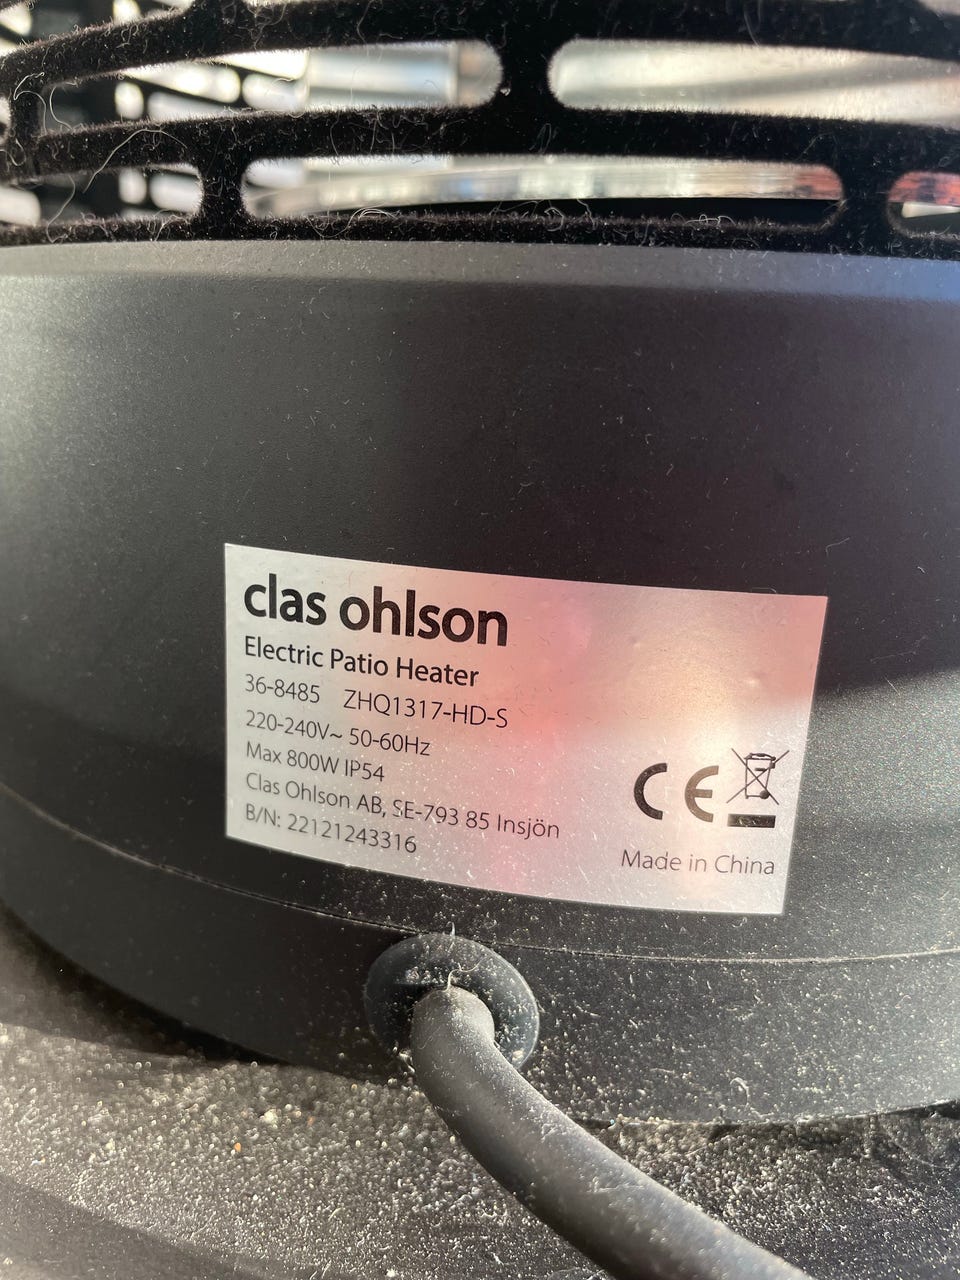 clas ohlson
Electric Patio Heater
36-8485 ZHQ1317-HD-S
220-240V~ 50-60Hz
Max 800W IP54
Clas Ohlson AB, SE-793 85 Insjön
B/N: 22121243316
CE
Made in China